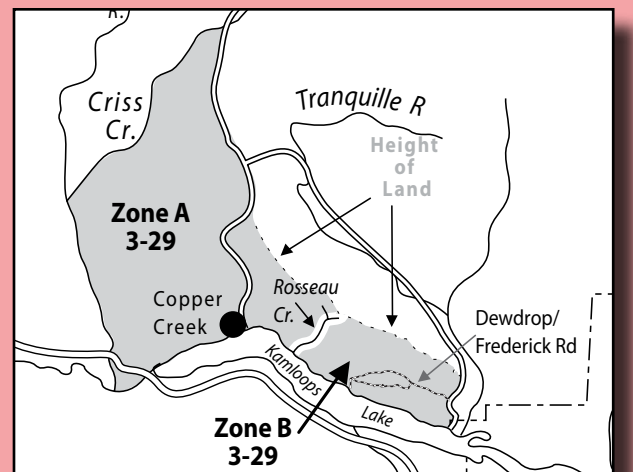 R.
Criss
Cr.
Tranquille R
Height
of
Land
Zone A
3-29
Rosseau
Cr.
Copper
Creek
Dewdrop/
Frederick Rd
Kamloops
Lake
Zone B
3-29